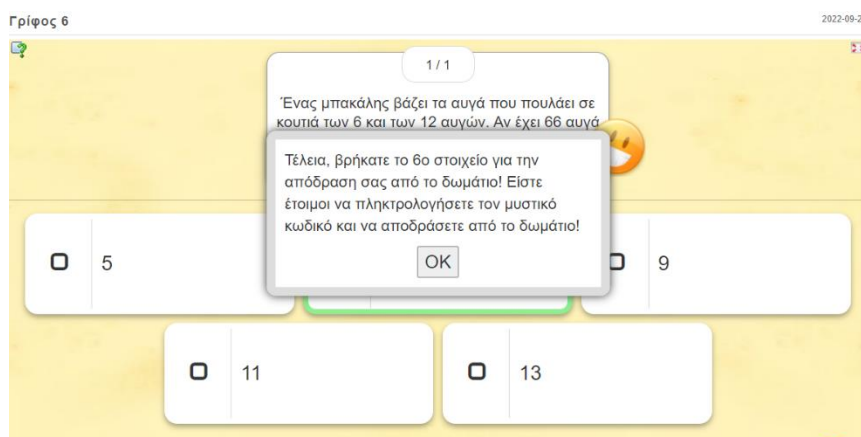 Γρίφος 6
2022-09-2
1 / 1
Ένας μπακάλης βάζει τα αυγά που πουλάει σε
κουτιά των 6 και των 12 αυγών. Αν έχει 66 αυγά
Τέλεια, βρήκατε το 6ο στοιχείο για την
απόδραση σας από το δωμάτιο! Είστε
έτοιμοι να πληκτρολογήσετε τον μυστικό
κωδικό και να αποδράσετε από το δωμάτιο!
OK
5
9
11
13